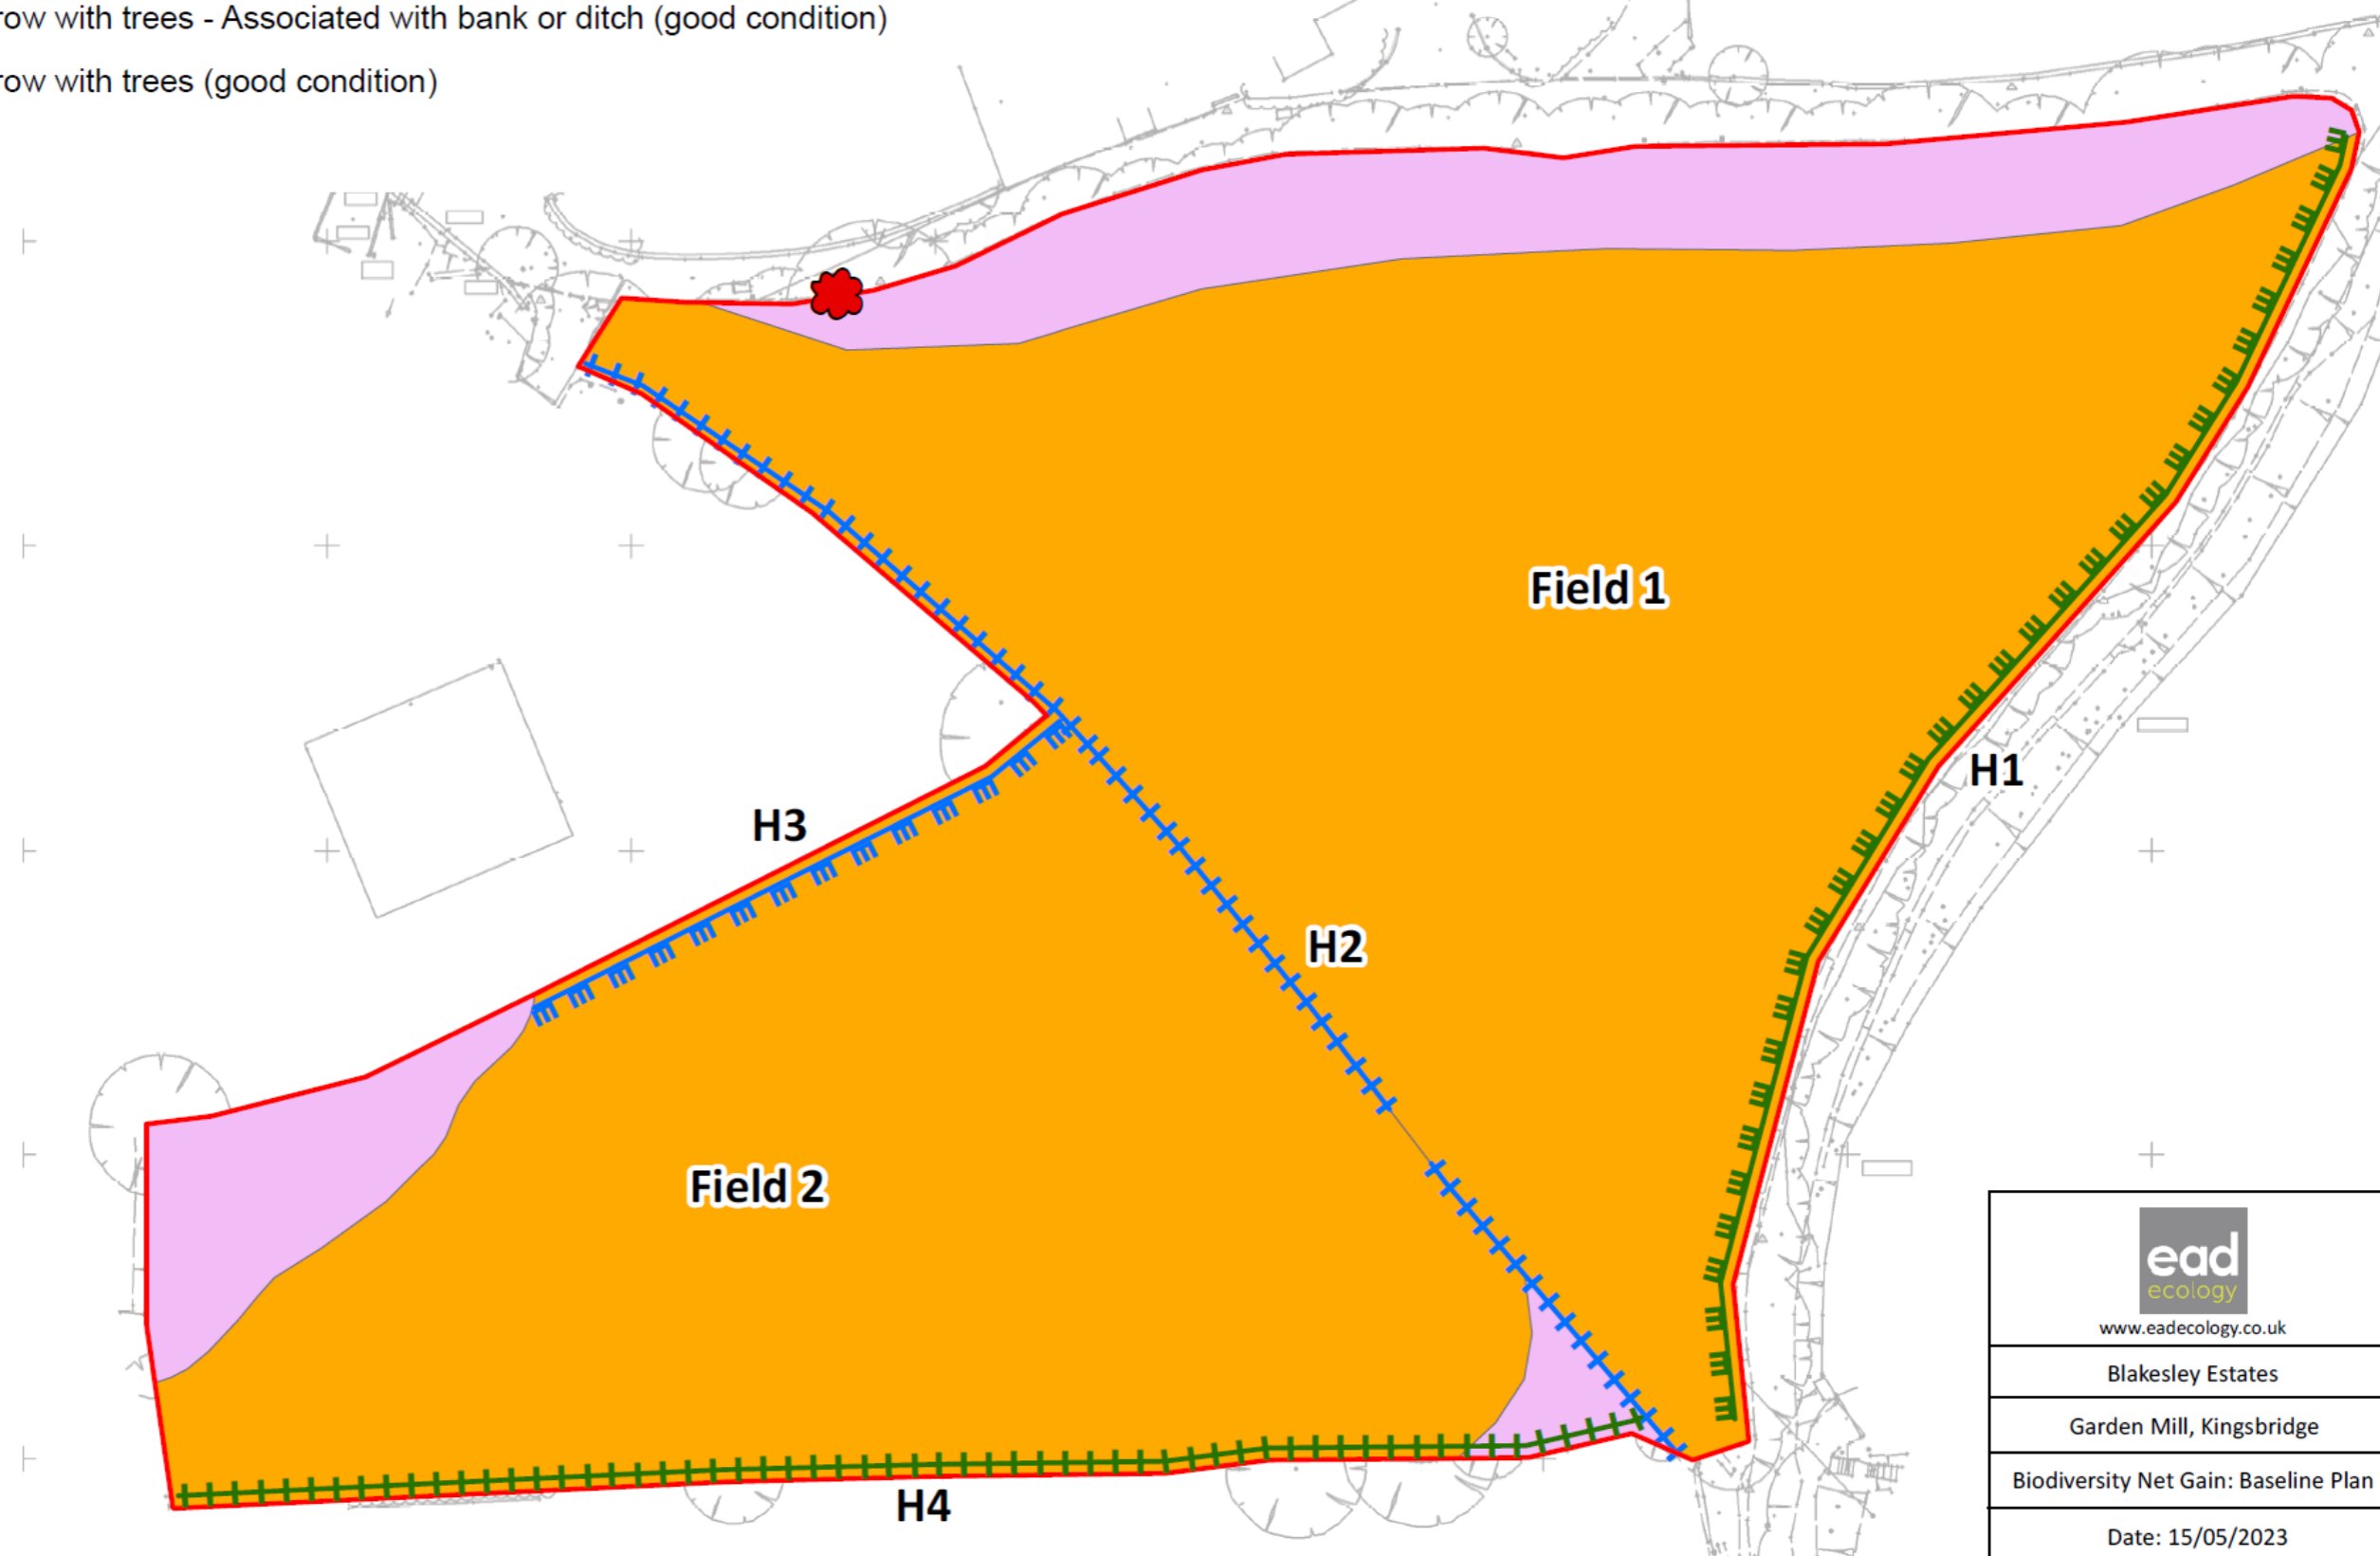 row with trees - Associated with bank or ditch (good condition)
row with trees (good condition)
Field 1
H1
H3
H2
Field 2
H4
ead
ecology
www.eadecology.co.uk
Blakesley Estates
Garden Mill, Kingsbridge
Biodiversity Net Gain: Baseline Plan
Date: 15/05/2023